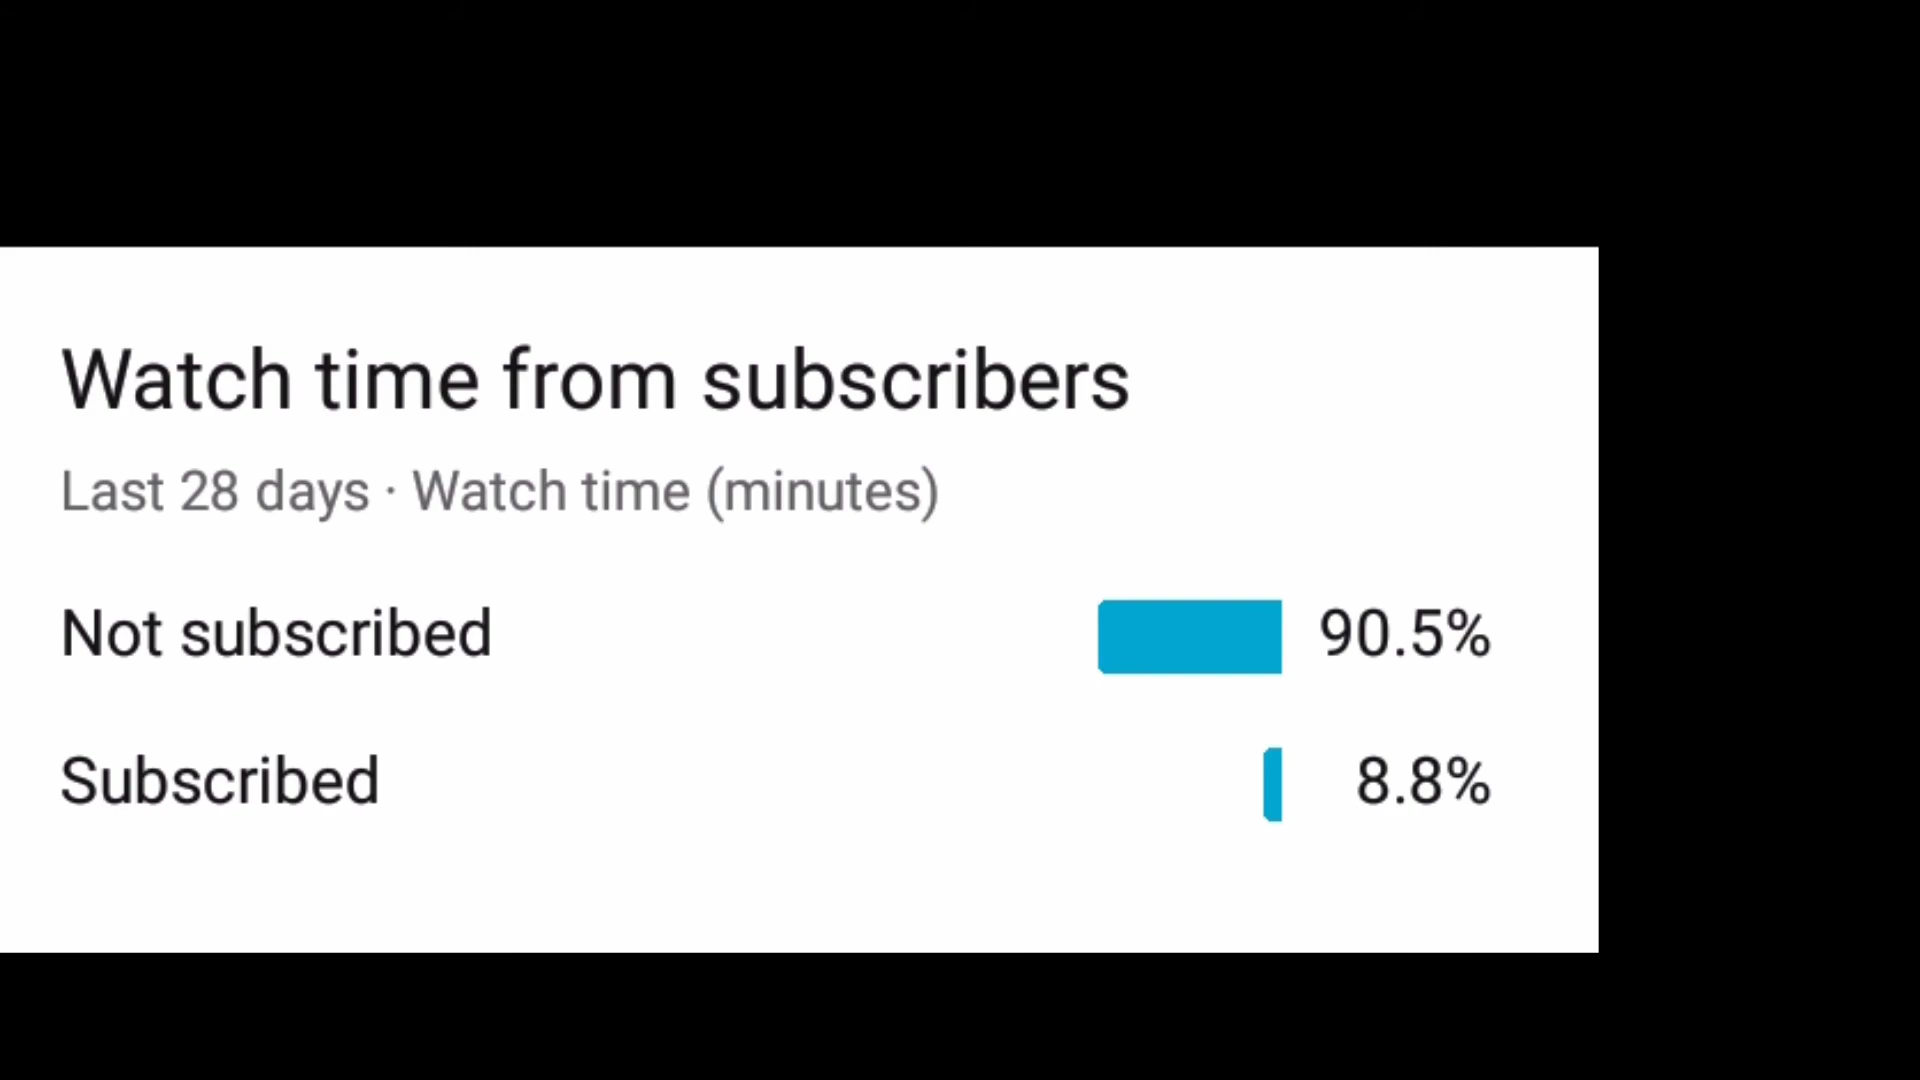 Watch time from subscribers
Last 28 days · Watch time (minutes)
Not subscribed 90.5%
Subscribed 8.8%